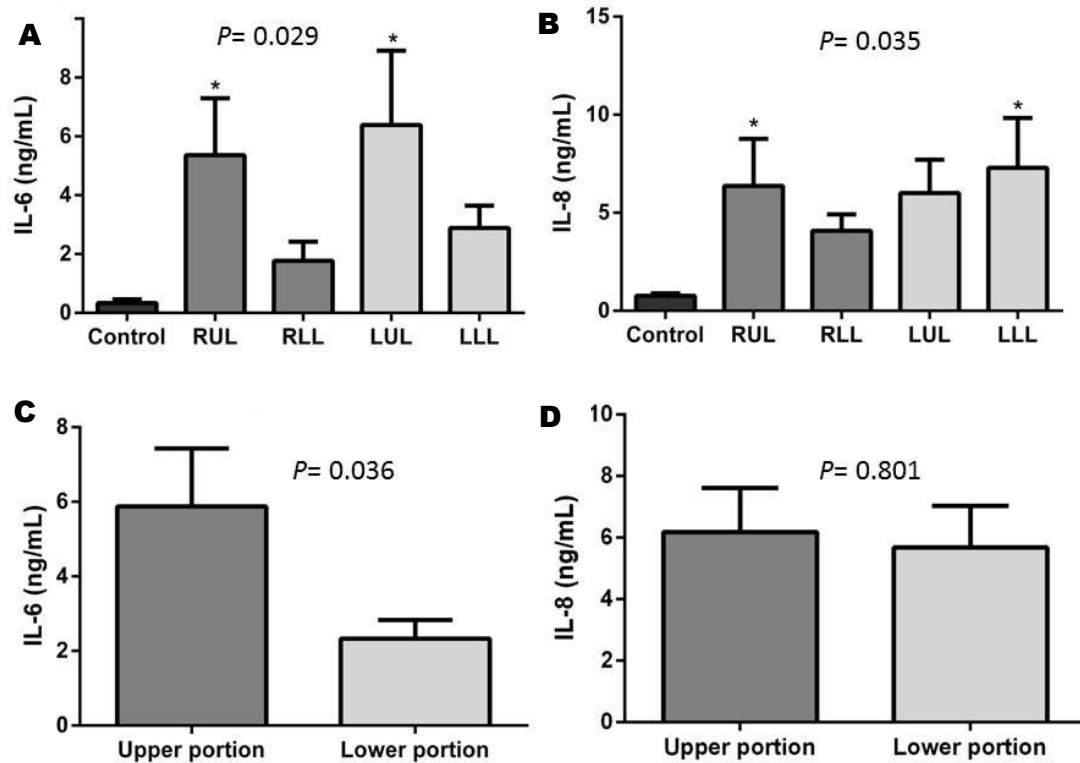 A
P= 0.029
IL-6 (ng/mL)
8
6
4
2
0
*
*
Control RUL RLL LUL LLL
B
P= 0.035
IL-8 (ng/mL)
15
10
5
0
*
*
Control RUL RLL LUL LLL
C
P= 0.036
IL-6 (ng/mL)
8
6
4
2
0
Upper portion Lower portion
D
P= 0.801
IL-8 (ng/mL)
10
8
6
4
2
0
Upper portion Lower portion